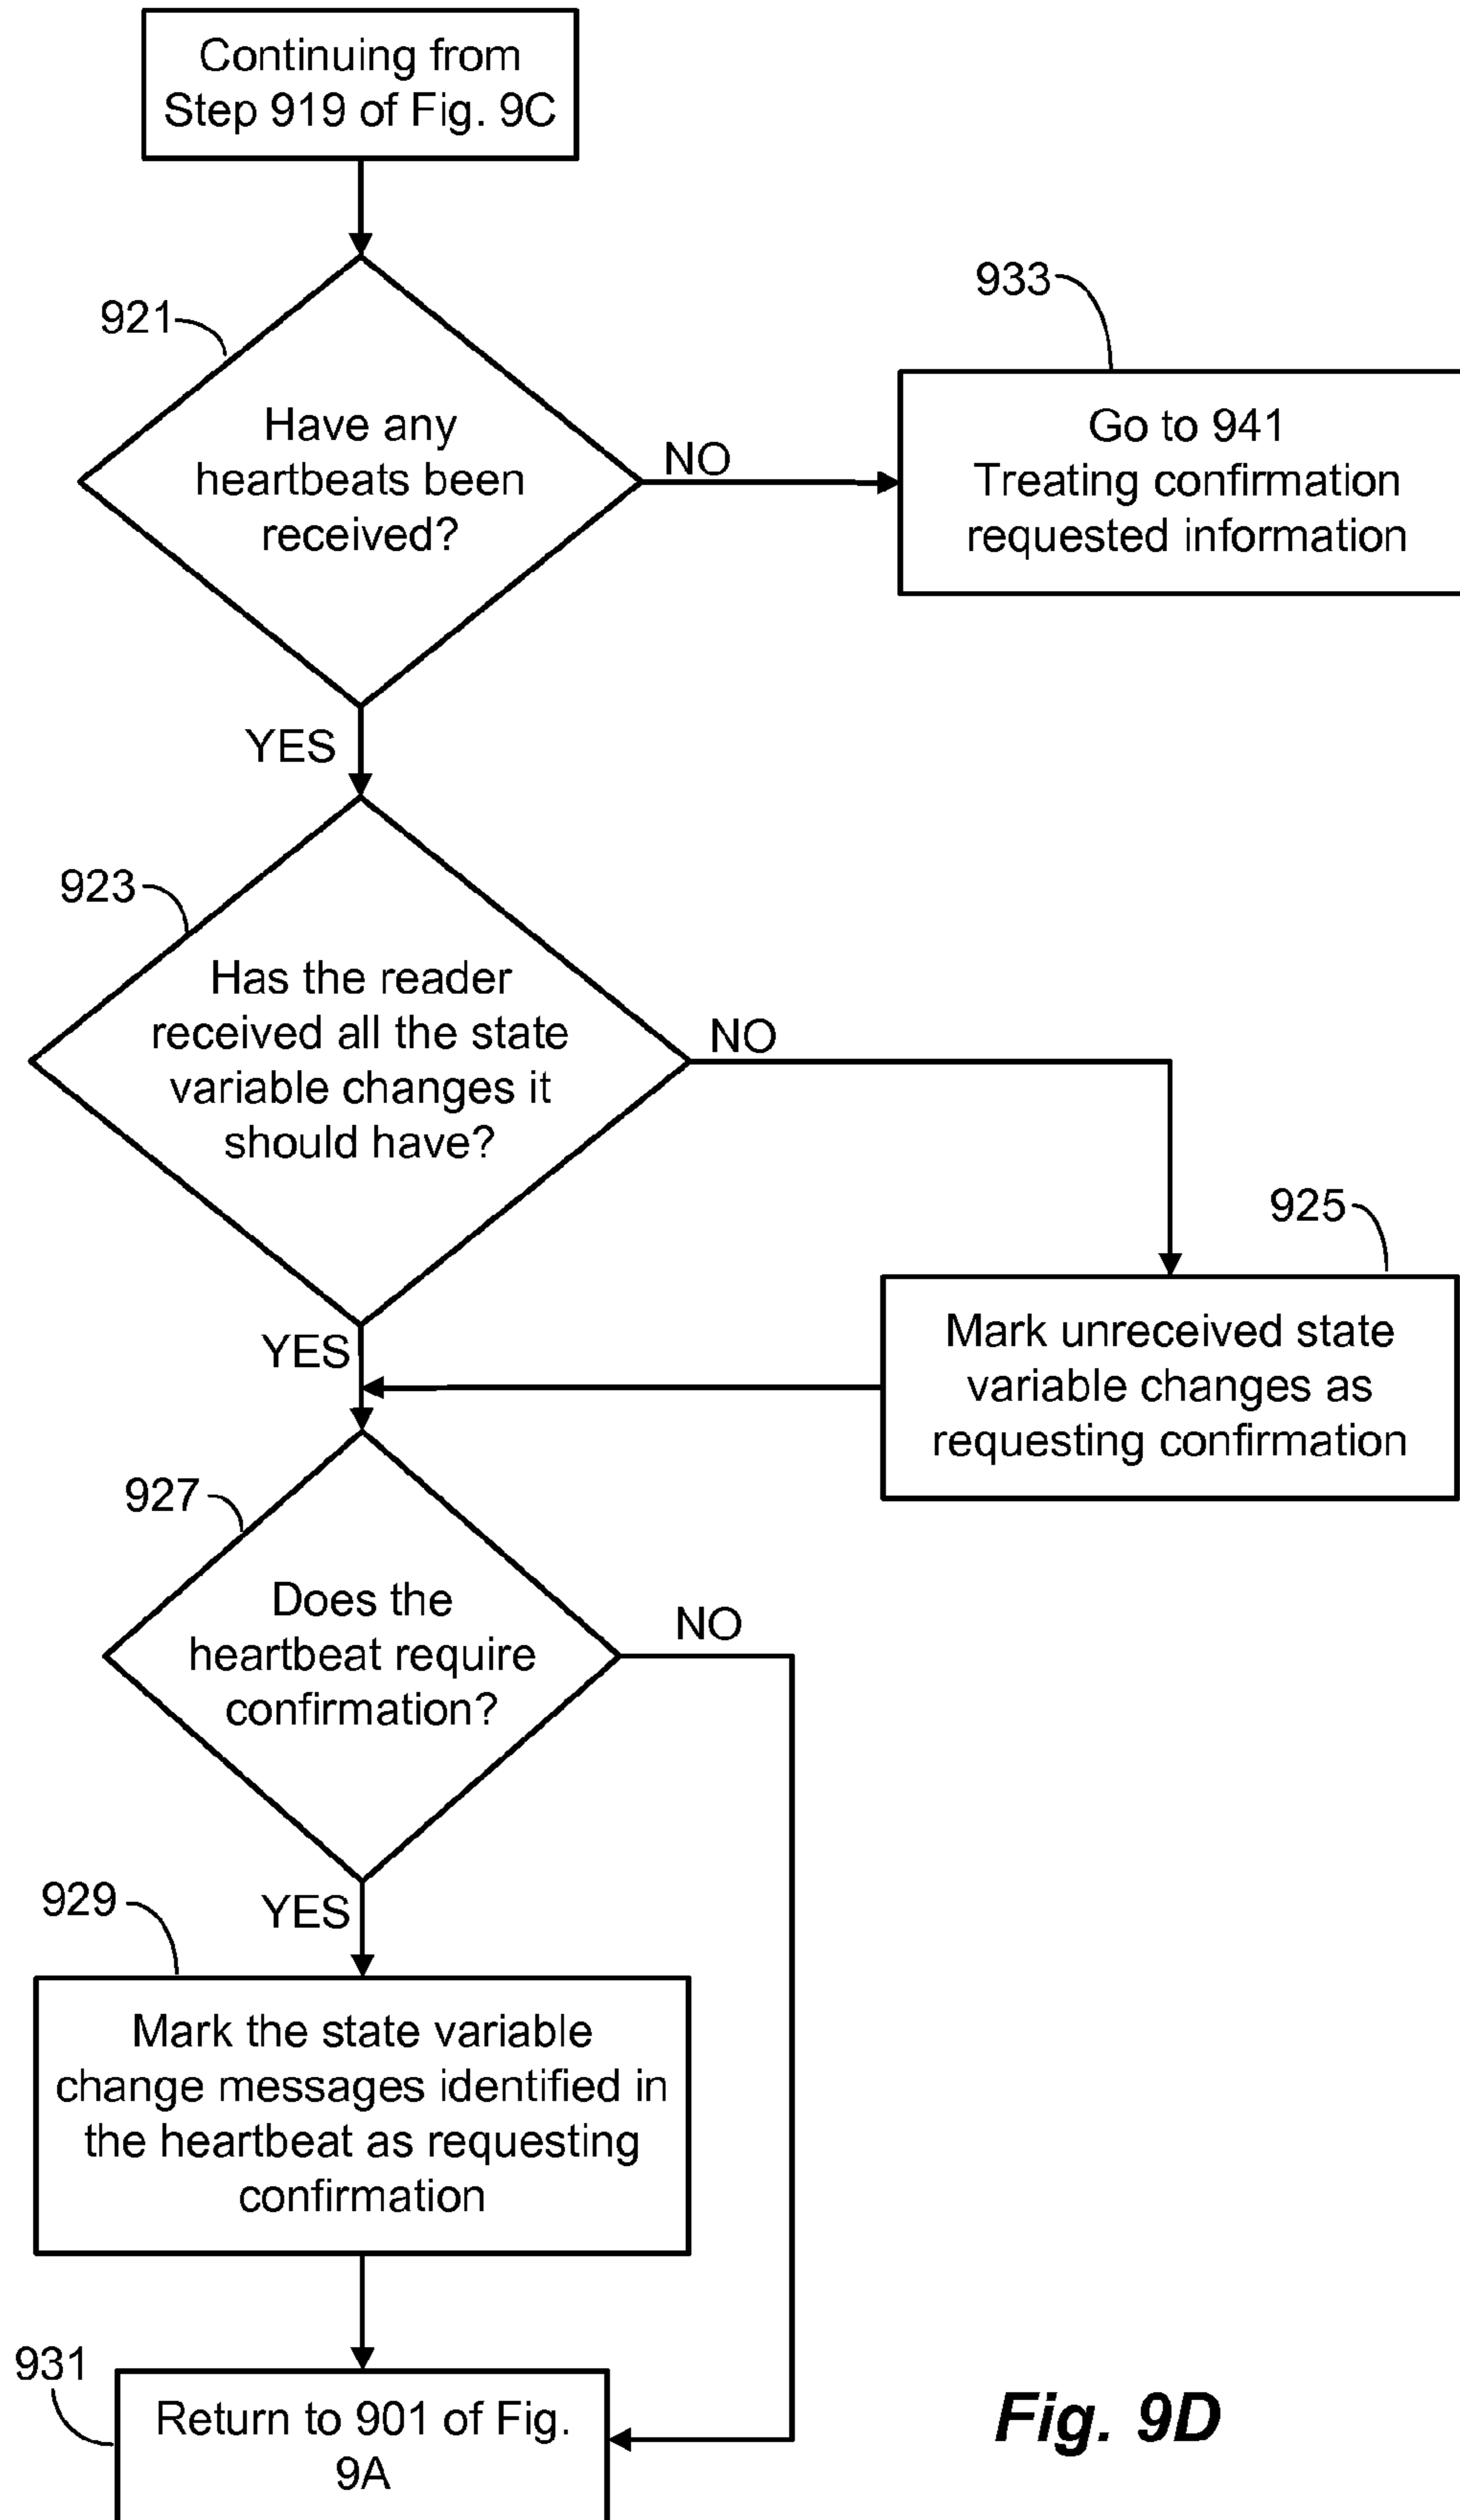 Continuing from
Step 919 of Fig. 9C
921
Have any
heartbeats been
received?
NO
933
Go to 941
Treating confirmation
requested information
YES
923
Has the reader
received all the state
variable changes it
should have?
NO
925
Mark unreceived state
variable changes as
requesting confirmation
YES
927
Does the
heartbeat require
confirmation?
NO
YES
929
Mark the state variable
change messages identified in
the heartbeat as requesting
confirmation
931
Return to 901 of Fig.
9A
Fig. 9D